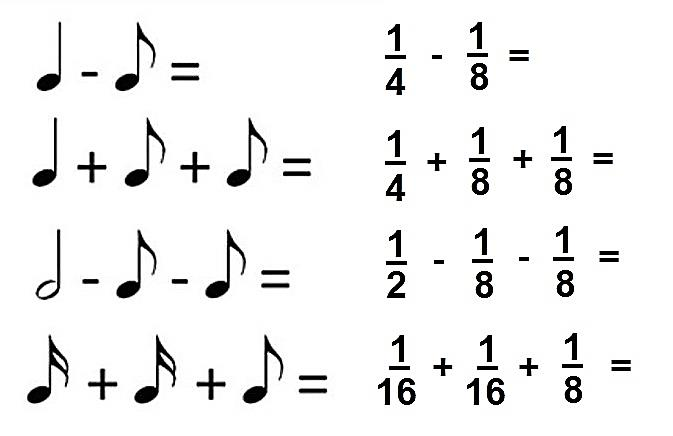 ♩ - ♪ = 1/4 - 1/8 =
♩ + ♪ + ♪ = 1/4 + 1/8 + 1/8 =
𝅗𝅥 - ♪ - ♪ = 1/2 - 1/8 - 1/8 =
𝅘𝅥𝅯 + 𝅘𝅥𝅯 + ♪ = 1/16 + 1/16 + 1/8 =